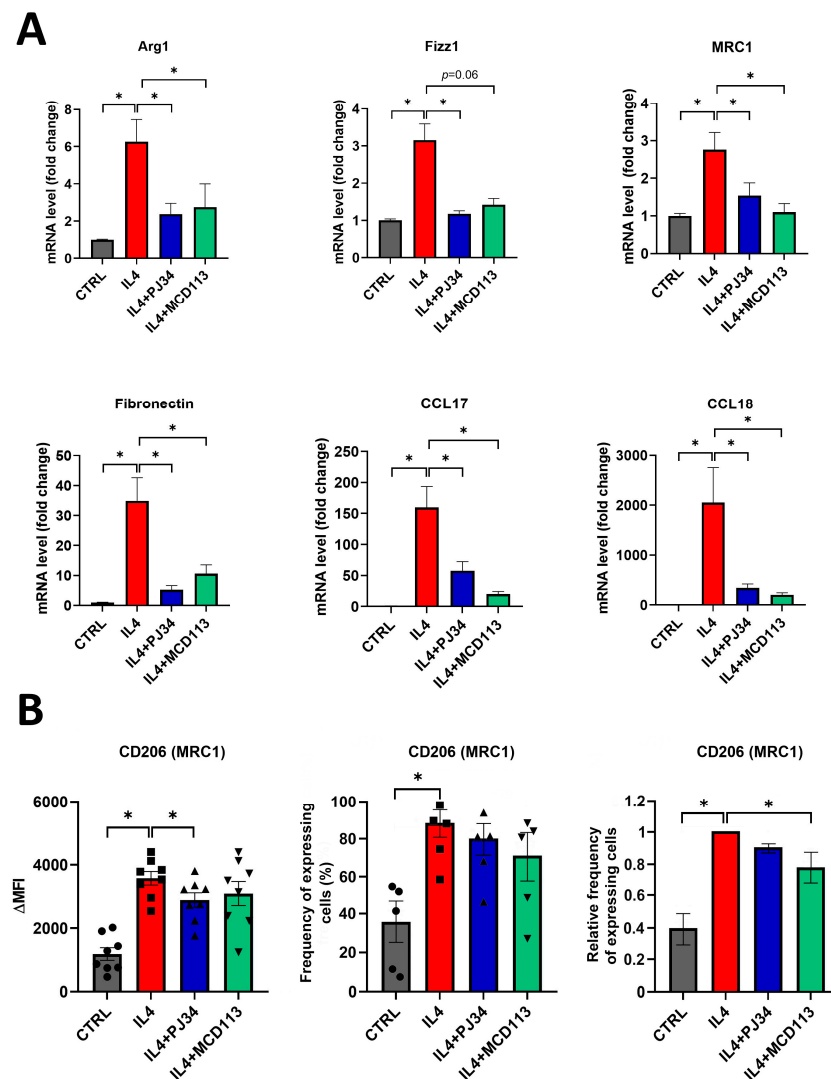 A
Arg1
mRNA level (fold change)
8
6
4
2
0
*
*
*
CTRL
IL4
IL4+PJ34
IL4+MCD113
Fizz1
mRNA level (fold change)
4
3
2
1
0
*
*
p=0.06
CTRL
IL4
IL4+PJ34
IL4+MCD113
MRC1
mRNA level (fold change)
4
3
2
1
0
*
*
*
CTRL
IL4
IL4+PJ34
IL4+MCD113
Fibronectin
mRNA level (fold change)
50
40
30
20
10
0
*
*
*
CTRL
IL4
IL4+PJ34
IL4+MCD113
CCL17
mRNA level (fold change)
250
200
150
100
50
0
*
*
*
CTRL
IL4
IL4+PJ34
IL4+MCD113
CCL18
mRNA level (fold change)
3000
2000
1000
0
*
*
*
CTRL
IL4
IL4+PJ34
IL4+MCD113
B
CD206 (MRC1)
ΔMFI
6000
4000
2000
0
*
*
CTRL
IL4
IL4+PJ34
IL4+MCD113
CD206 (MRC1)
Frequency of expressing
cells (%)
100
80
60
40
20
0
*
CTRL
IL4
IL4+PJ34
IL4+MCD113
CD206 (MRC1)
Relative frequency
of expressing cells
1.2
1
0.8
0.6
0.4
0.2
0
*
*
CTRL
IL4
IL4+PJ34
IL4+MCD113